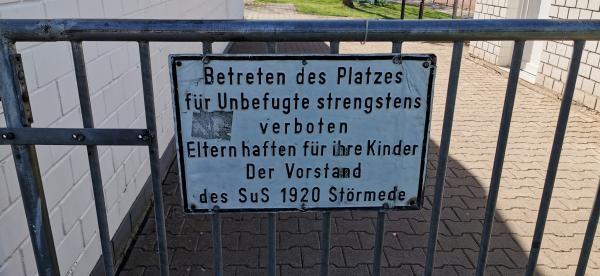 Betreten des Platzes
für Unbefugte strengstens
verboten
Eltern haften für ihre Kinder
Der Vorstand
des SuS 1920 Störmede